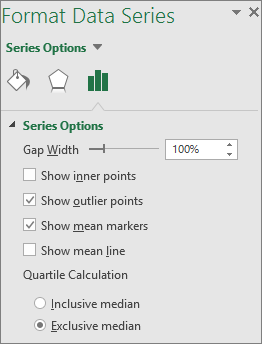 Format Data Series
Series Options
Series Options
Gap Width 100%
Show inner points
Show outlier points
Show mean markers
Show mean line
Quartile Calculation
Inclusive median
Exclusive median